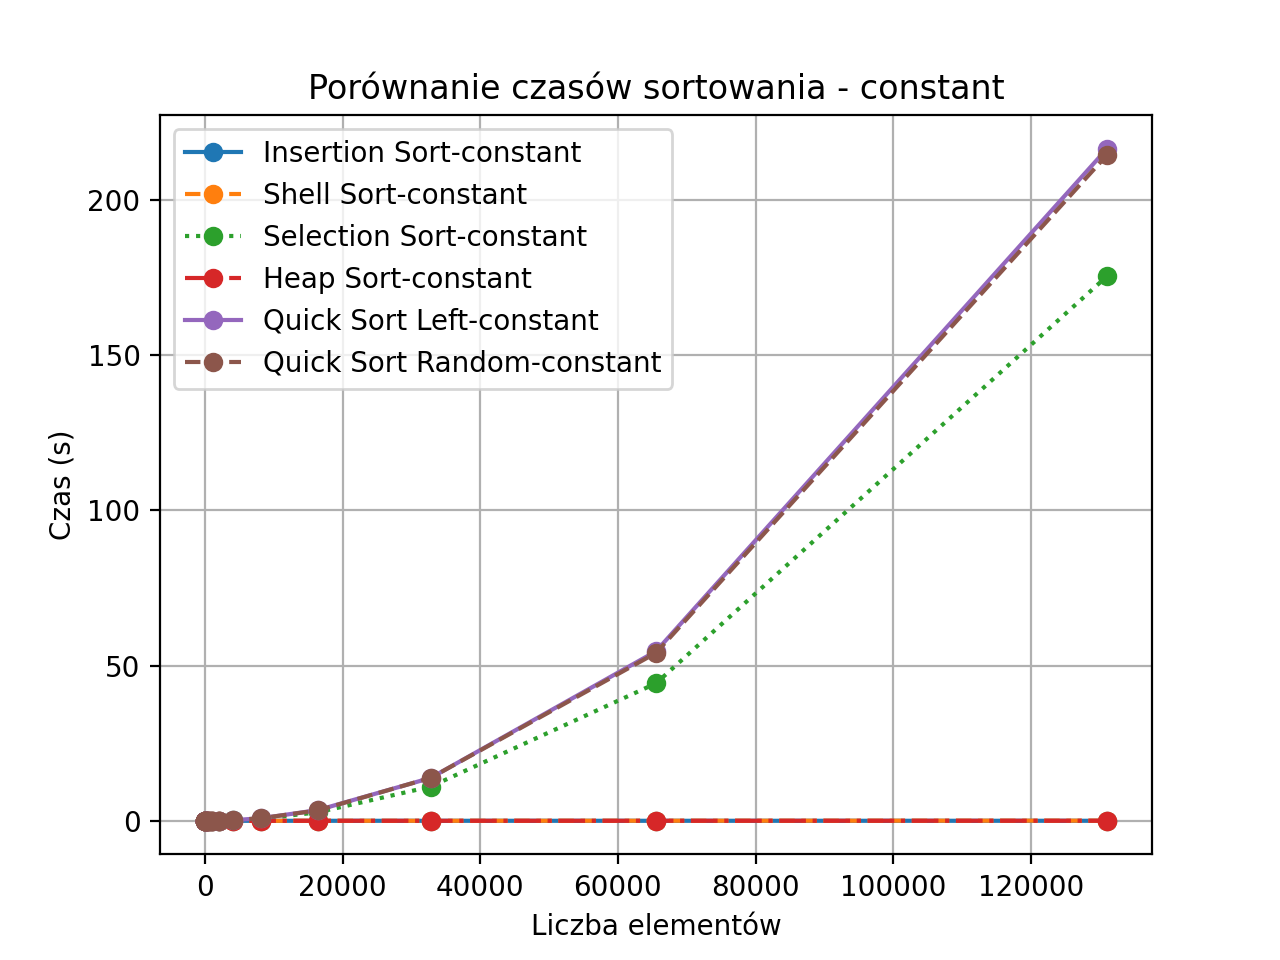 Porównanie czasów sortowania - constant
Insertion Sort-constant
Shell Sort-constant
Selection Sort-constant
Heap Sort-constant
Quick Sort Left-constant
Quick Sort Random-constant
Czas (s)
200
150
100
50
0
0 20000 40000 60000 80000 100000 120000
Liczba elementów